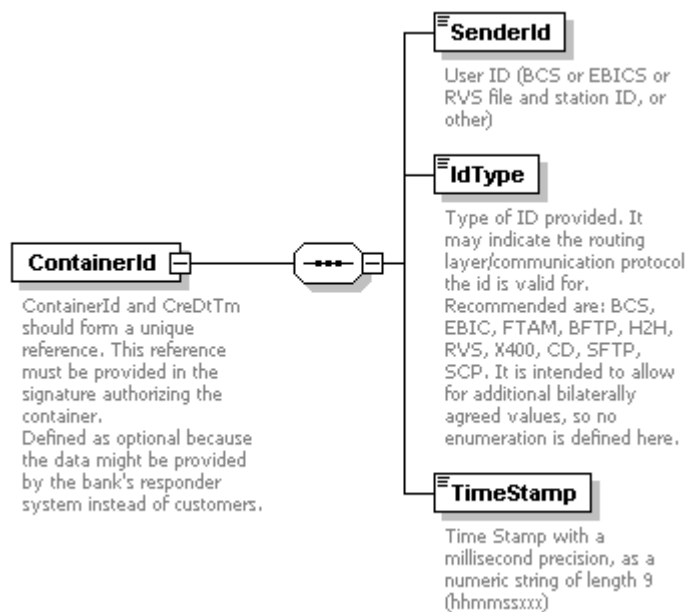 SenderId
User ID (BCS or EBICS or
RVS file and station ID, or
other)
IdType
Type of ID provided. It
may indicate the routing
layer/communication protocol
the id is valid for.
Recommended are: BCS,
EBIC, FTAM, BFTP, H2H,
RVS, X400, CD, SFTP,
SCP. It is intended to allow
for additional bilaterally
agreed values, so no
enumeration is defined here.
ContainerId
ContainerId and CreDtTm
should form a unique
reference. This reference
must be provided in the
signature authorizing the
container.
Defined as optional because
the data might be provided
by the bank's responder
system instead of customers.
TimeStamp
Time Stamp with a
millisecond precision, as a
numeric string of length 9
(hhmmssxxx)